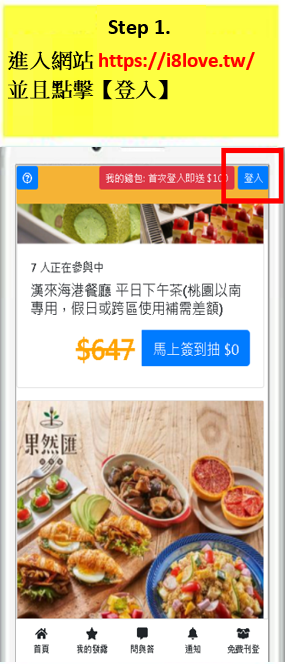 Step 1.
進入網站 https://i8love.tw/
並且點擊【登入】
我的錢包: 首次登入即送 $100
登入
7 人正在參與中
漢來海港餐廳 平日下午茶(桃園以南
專用，假日或跨區使用補需差額)
$647
馬上簽到抽 $0
果然匯
首頁
我的發鑽
問與答
通知
免費刊登